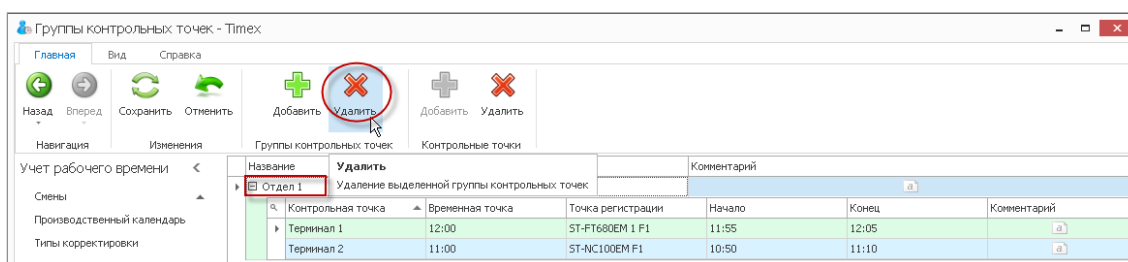 Группы контрольных точек - Timex
Главная Вид Справка
Назад Вперед Сохранить Отменить Добавить Удалить Добавить Удалить
Навигация Изменения Группы контрольных точек Контрольные точки
Учет рабочего времени Название Удалить Комментарий
Отдел 1 Удаление выделенной группы контрольных точек a
Смены
Контрольная точка Временная точка Точка регистрации Начало Конец Комментарий
Производственный календарь
Терминал 1 12:00 ST-FT680EM 1 F1 11:55 12:05 a
Типы корректировки
Терминал 2 11:00 ST-NC100EM F1 10:50 11:10 a